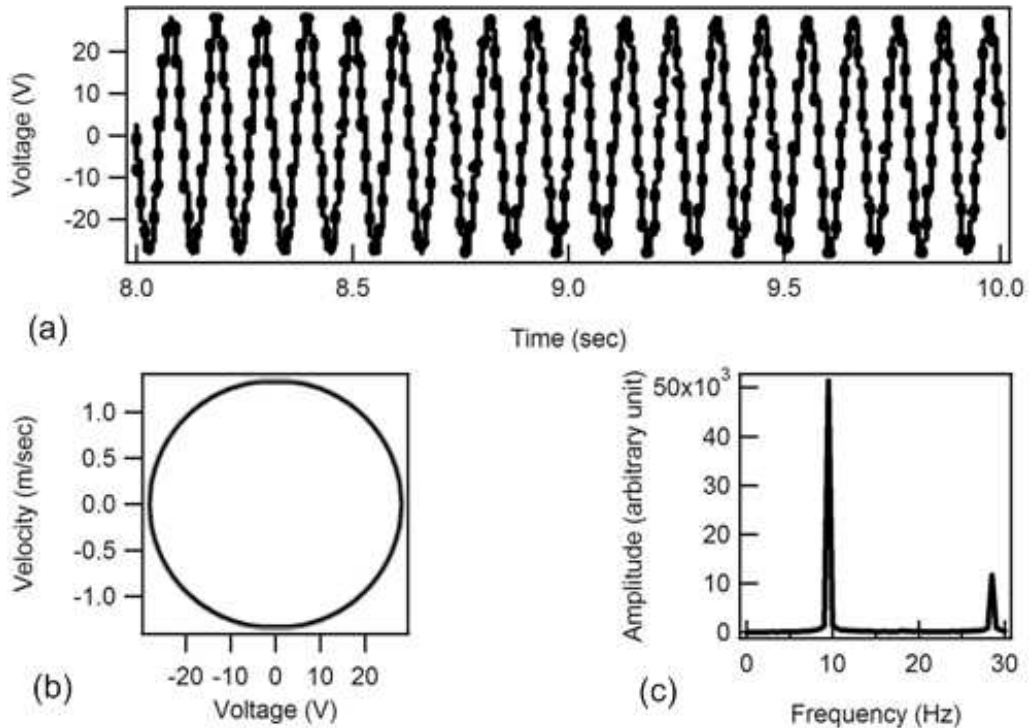 Voltage (V)
20
10
0
-10
-20
8.0 8.5 9.0 9.5 10.0
Time (sec)
(a)
Velocity (m/sec)
1.0
0.5
0.0
-0.5
-1.0
-20 -10 0 10 20
Voltage (V)
(b)
Amplitude (arbitrary unit)
50x10³
40
30
20
10
0
0 10 20 30
Frequency (Hz)
(c)